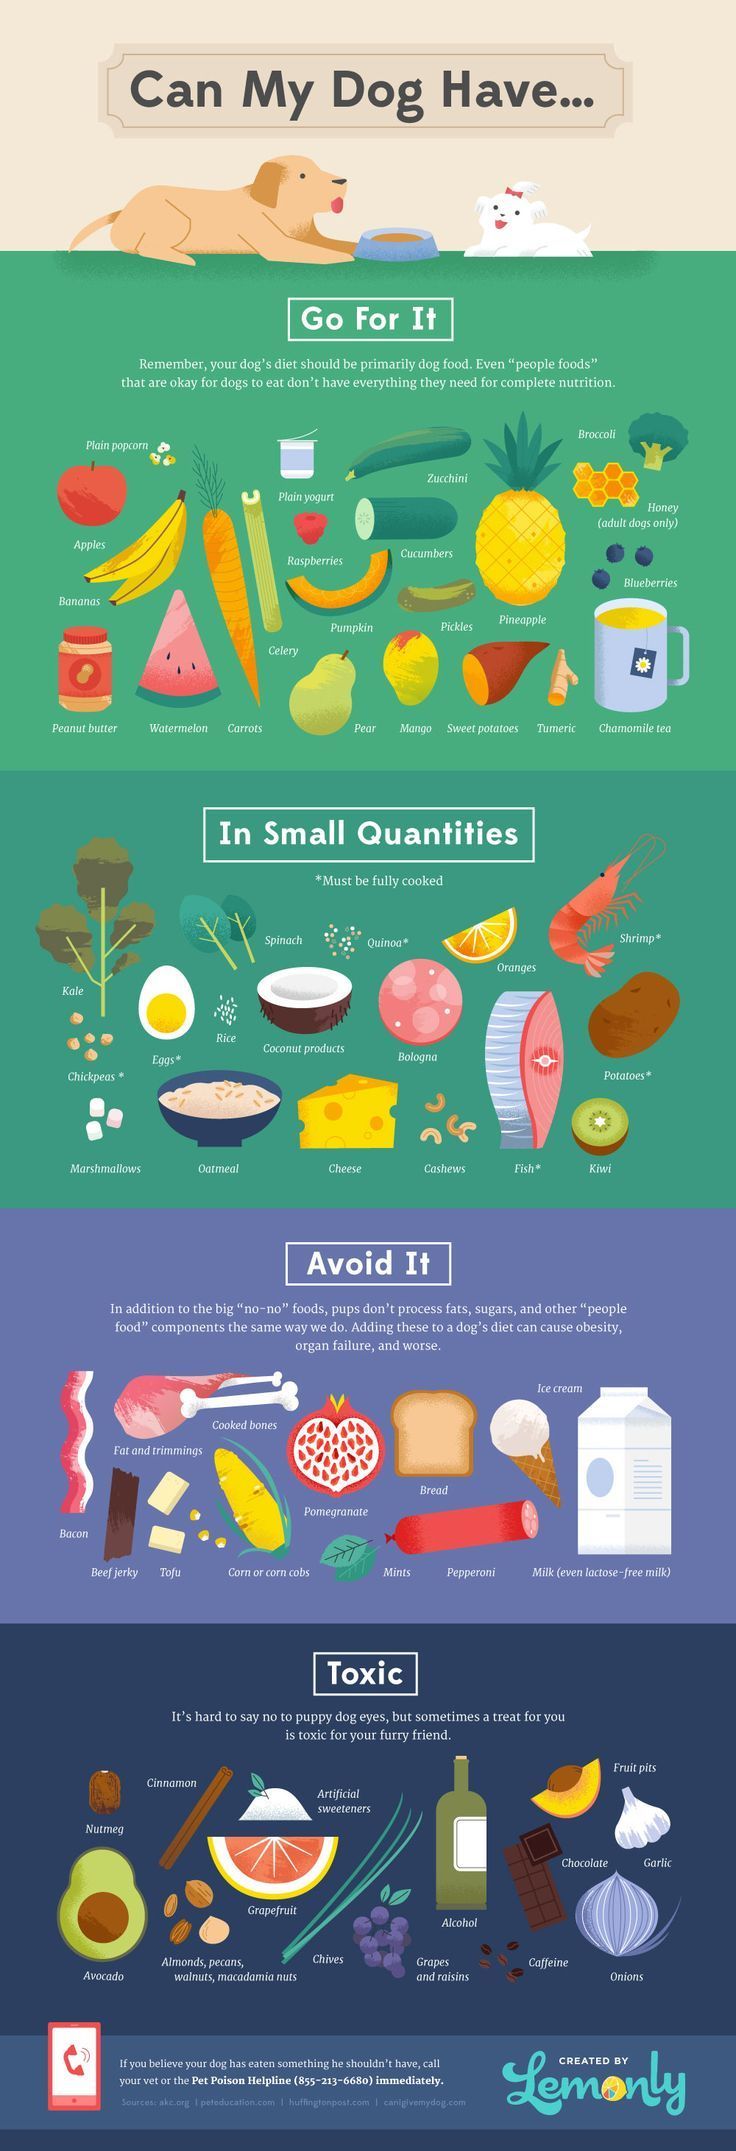 Can My Dog Have...
Go For It
Remember, your dog's diet should be primarily dog food. Even “people foods”
that are okay for dogs to eat don't have everything they need for complete nutrition.
Plain popcorn
Apples
Bananas
Plain yogurt
Raspberries
Zucchini
Cucumbers
Broccoli
Honey
(adult dogs only)
Blueberries
Pumpkin
Pickles
Pineapple
Celery
Peanut butter
Watermelon
Carrots
Pear
Mango
Sweet potatoes
Tumeric
Chamomile tea
In Small Quantities
*Must be fully cooked
Kale
Spinach
Quinoa*
Oranges
Shrimp*
Chickpeas *
Eggs*
Rice
Coconut products
Bologna
Potatoes*
Marshmallows
Oatmeal
Cheese
Cashews
Fish*
Kiwi
Avoid It
In addition to the big “no-no” foods, pups don't process fats, sugars, and other “people
food” components the same way we do. Adding these to a dog's diet can cause obesity,
organ failure, and worse.
Cooked bones
Fat and trimmings
Ice cream
Bread
Pomegranate
Bacon
Beef jerky
Tofu
Corn or corn cobs
Mints
Pepperoni
Milk (even lactose-free milk)
Toxic
It's hard to say no to puppy dog eyes, but sometimes a treat for you
is toxic for your furry friend.
Nutmeg
Cinnamon
Artificial
sweeteners
Fruit pits
Grapefruit
Alcohol
Chocolate
Garlic
Avocado
Almonds, pecans,
walnuts, macadamia nuts
Chives
Grapes
and raisins
Caffeine
Onions
If you believe your dog has eaten something he shouldn't have, call
your vet or the Pet Poison Helpline (855-213-6680) immediately.
Sources: akc.org | peteducation.com | huffingtonpost.com | canigivemydog.com
CREATED BY
Lemonly